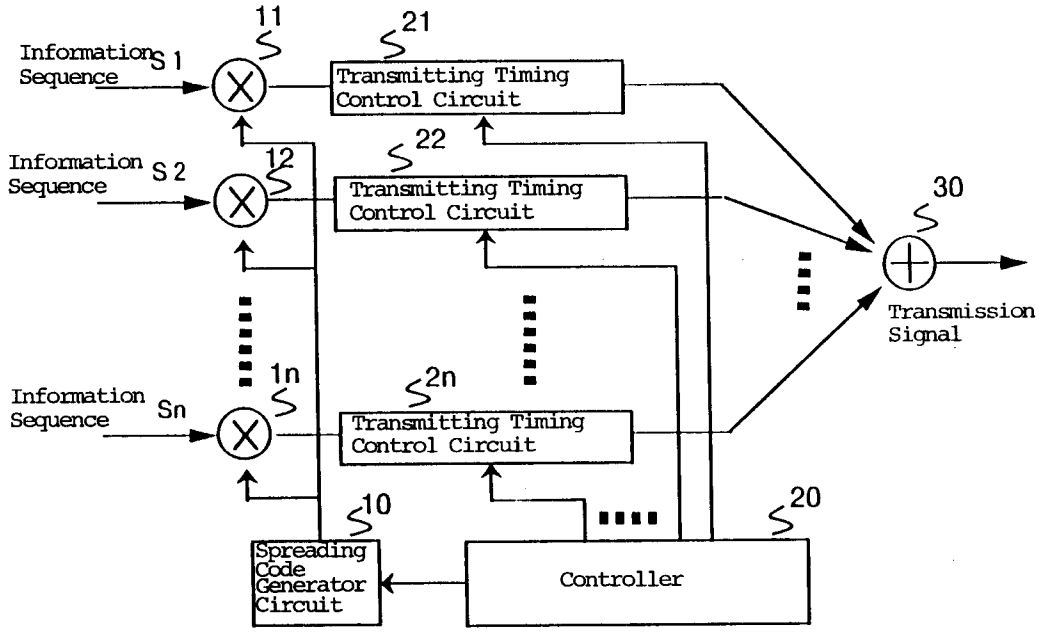 11
21
Information
Sequence S1
Transmitting Timing
Control Circuit
Information
Sequence S2
12
22
Transmitting Timing
Control Circuit
30
Transmission
Signal
Information
Sequence Sn
1n
2n
Transmitting Timing
Control Circuit
10
20
Spreading
Code
Generator
Circuit
Controller